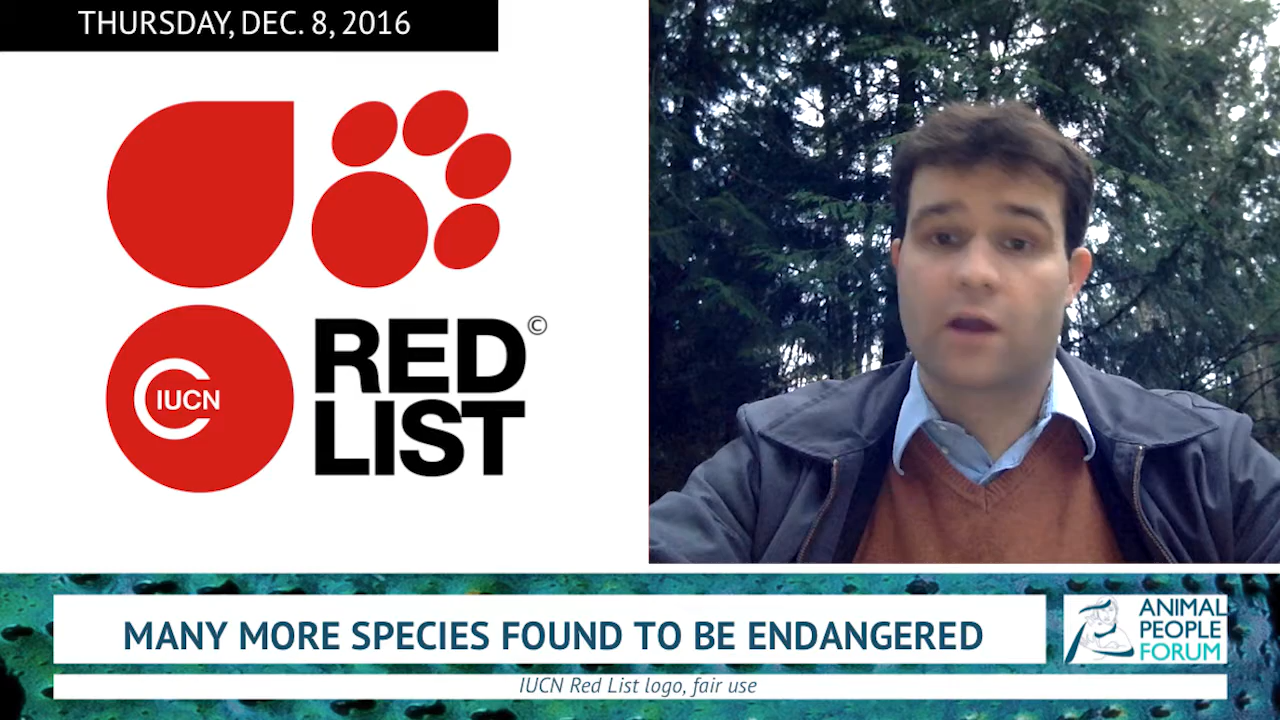 THURSDAY, DEC. 8, 2016
RED ©
LIST
IUCN
MANY MORE SPECIES FOUND TO BE ENDANGERED
ANIMAL
PEOPLE
FORUM
IUCN Red List logo, fair use